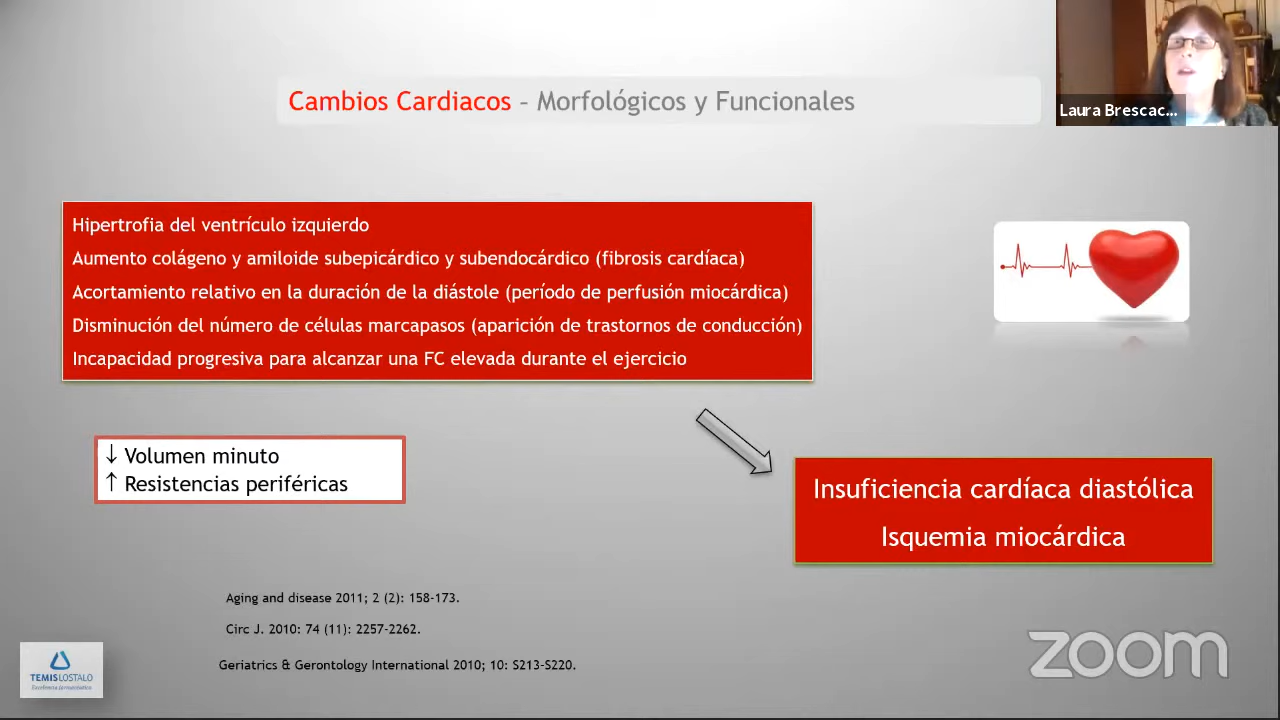 Cambios Cardiacos - Morfológicos y Funcionales
Laura Brescac...
Hipertrofia del ventrículo izquierdo
Aumento colágeno y amiloide subepicárdico y subendocárdico (fibrosis cardíaca)
Acortamiento relativo en la duración de la diástole (período de perfusión miocárdica)
Disminución del número de células marcapasos (aparición de trastornos de conducción)
Incapacidad progresiva para alcanzar una FC elevada durante el ejercicio
↓ Volumen minuto
↑ Resistencias periféricas
Insuficiencia cardíaca diastólica
Isquemia miocárdica
Aging and disease 2011; 2 (2): 158-173.
Circ J. 2010: 74 (11): 2257-2262.
Geriatrics & Gerontology International 2010; 10: S213-S220.
TEMISLOSTALO
Excelencia farmacéutica
zoom